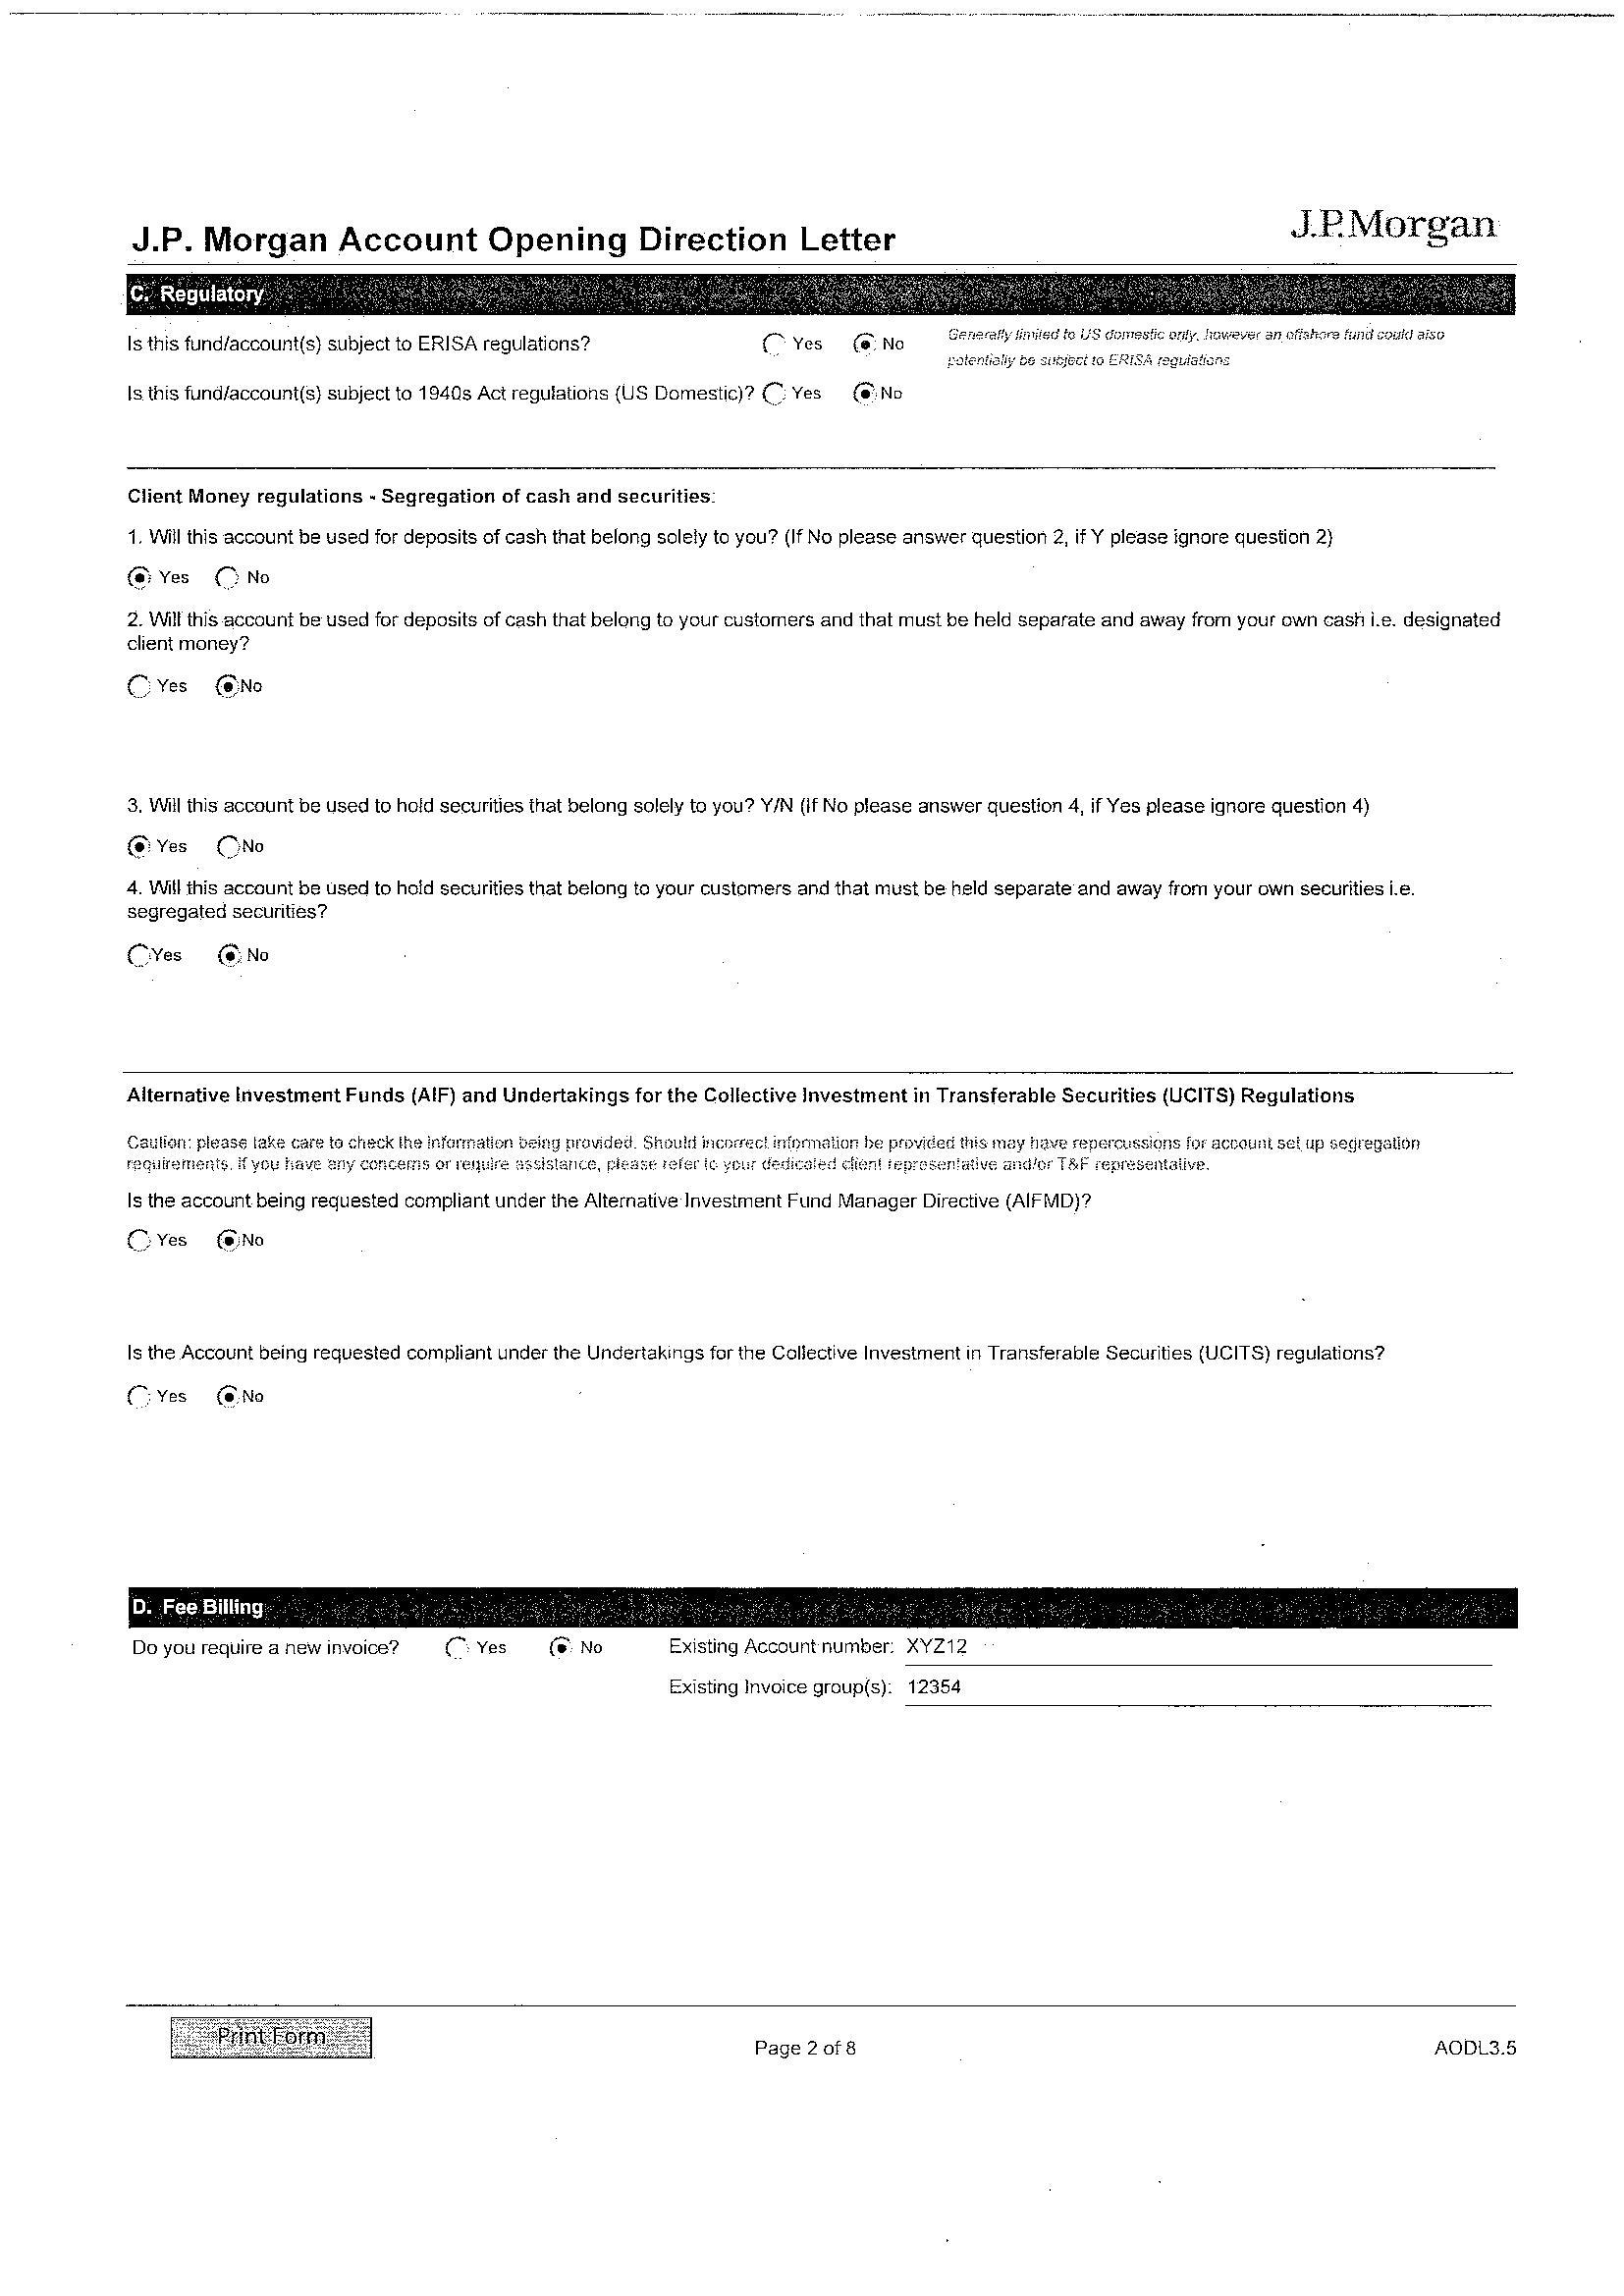 J.P. Morgan Account Opening Direction Letter
J.P.Morgan
C. Regulatory
Is this fund/account(s) subject to ERISA regulations? Yes No
Generally limited to US domestic only, however an offshore fund could also
potentially be subject to ERISA regulations
Is this fund/account(s) subject to 1940s Act regulations (US Domestic)? Yes No
Client Money regulations - Segregation of cash and securities:
1. Will this account be used for deposits of cash that belong solely to you? (If No please answer question 2, if Y please ignore question 2)
Yes No
2. Will this account be used for deposits of cash that belong to your customers and that must be held separate and away from your own cash i.e. designated
client money?
Yes No
3. Will this account be used to hold securities that belong solely to you? Y/N (If No please answer question 4, if Yes please ignore question 4)
Yes No
4. Will this account be used to hold securities that belong to your customers and that must be held separate and away from your own securities i.e.
segregated securities?
Yes No
Alternative Investment Funds (AIF) and Undertakings for the Collective Investment in Transferable Securities (UCITS) Regulations
Caution: please take care to check the information being provided. Should incorrect information be provided this may have repercussions for account set up segregation
requirements. If you have any concerns or require assistance, please refer to your dedicated client representative and/or T&F representative.
Is the account being requested compliant under the Alternative Investment Fund Manager Directive (AIFMD)?
Yes No
Is the Account being requested compliant under the Undertakings for the Collective Investment in Transferable Securities (UCITS) regulations?
Yes No
D. Fee Billing
Do you require a new invoice? Yes No Existing Account number: XYZ12
Existing Invoice group(s): 12354
Print Form
Page 2 of 8
AODL3.5